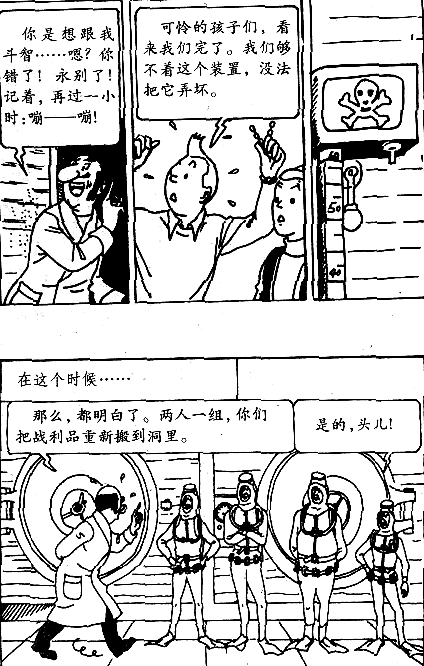 你是想跟我
斗智……嗯？你
错了！永别了！
记着，再过一小
时：嘣——嘣！
可怜的孩子们，看
来我们完了。我们够
不着这个装置，没法
把它弄坏。
50
40
在这个时候……
那么，都明白了。两人一组，你们
把战利品重新搬到洞里。
是的，头儿！